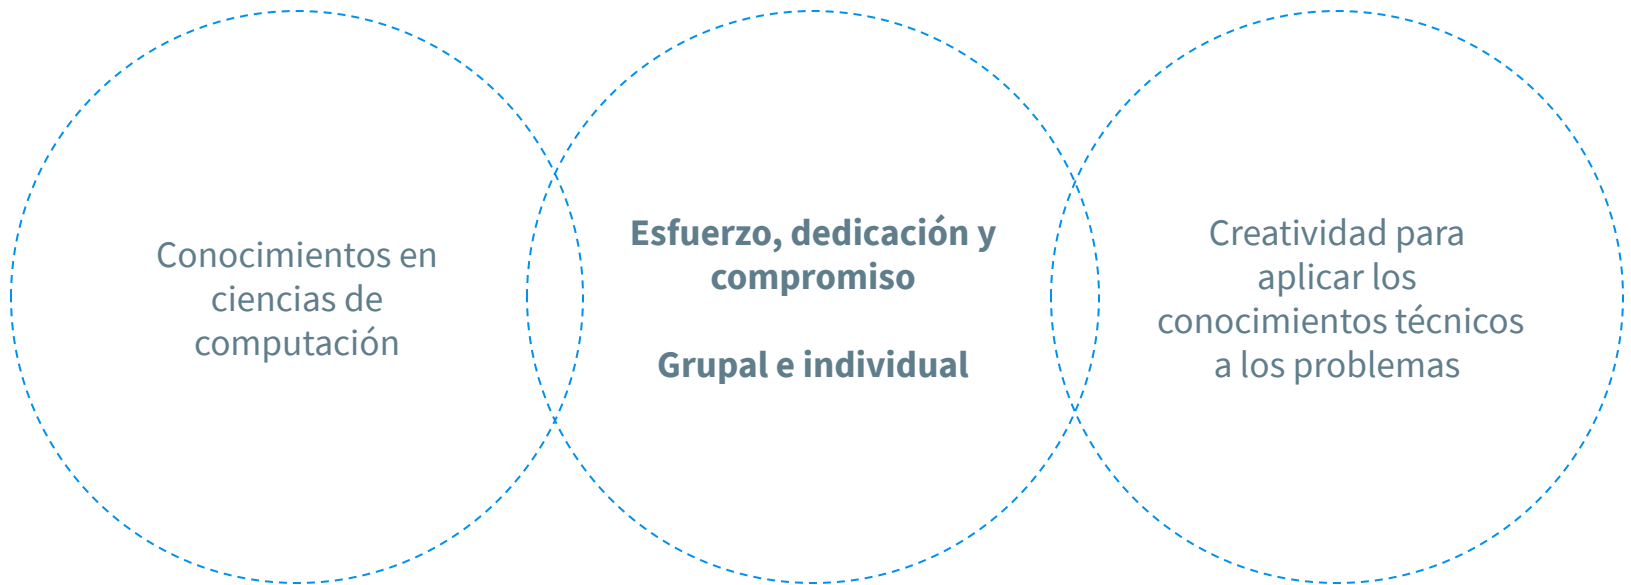 Conocimientos en
ciencias de
computación
Esfuerzo, dedicación y
compromiso
Grupal e individual
Creatividad para
aplicar los
conocimientos técnicos
a los problemas